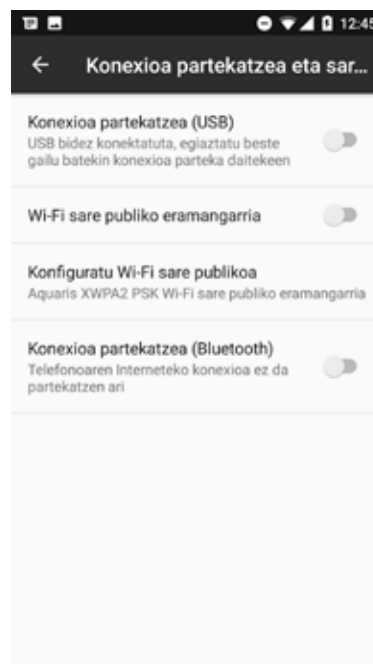 12:45
Konexioa partekatzea eta sar...
Konexioa partekatzea (USB)
USB bidez konektatuta, egiaztatu beste
gailu batekin konexioa parteka daitekeen
Wi-Fi sare publiko eramangarria
Konfiguratu Wi-Fi sare publikoa
Aquaris XWPA2 PSK Wi-Fi sare publiko eramangarria
Konexioa partekatzea (Bluetooth)
Telefonoaren Interneteko konexioa ez da
partekatzen ari